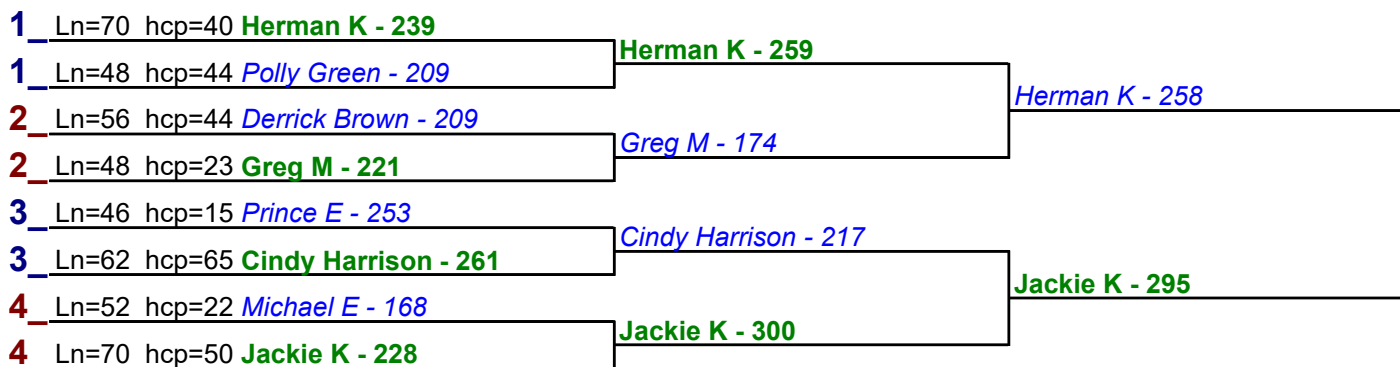 1_ Ln=70 hcp=40 Herman K - 239
Herman K - 259
1_ Ln=48 hcp=44 Polly Green - 209
Herman K - 258
2_ Ln=56 hcp=44 Derrick Brown - 209
Greg M - 174
2_ Ln=48 hcp=23 Greg M - 221
3_ Ln=46 hcp=15 Prince E - 253
Cindy Harrison - 217
3_ Ln=62 hcp=65 Cindy Harrison - 261
Jackie K - 295
4_ Ln=52 hcp=22 Michael E - 168
Jackie K - 300
4 Ln=70 hcp=50 Jackie K - 228